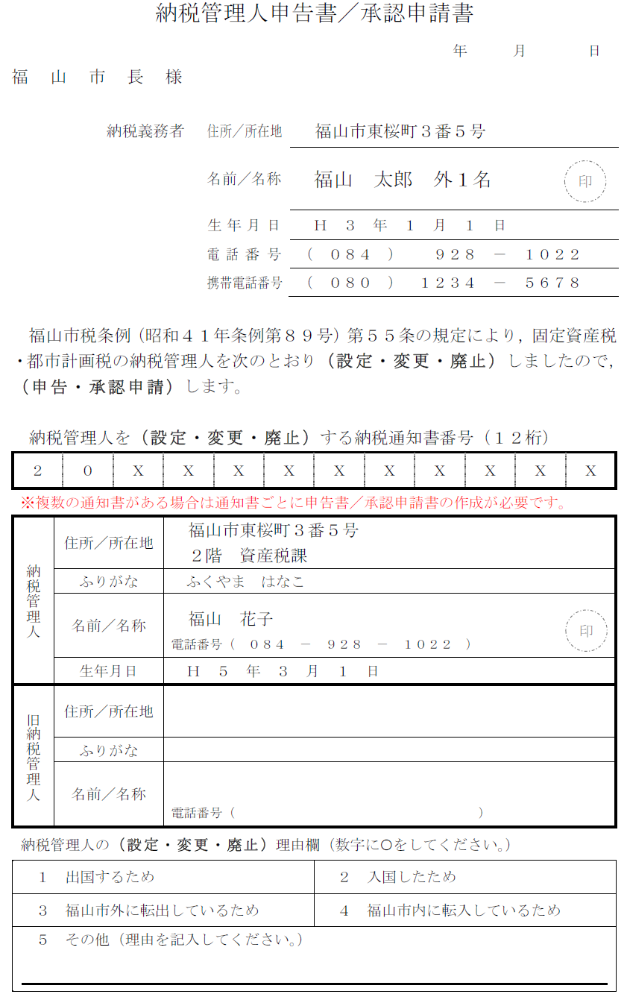 納税管理人申告書／承認申請書
年　月　日
福 山 市 長 様
納税義務者 住所／所在地 福山市東桜町３番５号
名前／名称 福山　太郎　外１名 印
生年月日 Ｈ ３ 年 １ 月 １ 日
電話番号 （ ０８４ ） ９２８ － １０２２
携帯電話番号 （ ０８０ ） １２３４ － ５６７８
福山市税条例（昭和４１年条例第８９号）第５５条の規定により，固定資産税
・都市計画税の納税管理人を次のとおり（設定・変更・廃止）しましたので，
（申告・承認申請）します。
納税管理人を（設定・変更・廃止）する納税通知書番号（１２桁）
２ ０ Ｘ Ｘ Ｘ Ｘ Ｘ Ｘ Ｘ Ｘ Ｘ Ｘ
※複数の通知書がある場合は通知書ごとに申告書／承認申請書の作成が必要です。
納税管理人
住所／所在地 福山市東桜町３番５号
２階　資産税課
ふりがな ふくやま　はなこ
名前／名称 福山　花子 印
電話番号（ ０８４ － ９２８ － １０２２ ）
生年月日 Ｈ ５ 年 ３ 月 １ 日
旧納税管理人
住所／所在地
ふりがな
名前／名称
電話番号（　　）
納税管理人の（設定・変更・廃止）理由欄（数字に○をしてください。）
１ 出国するため ２ 入国したため
３ 福山市外に転出しているため ４ 福山市内に転入しているため
５ その他（理由を記入してください。）